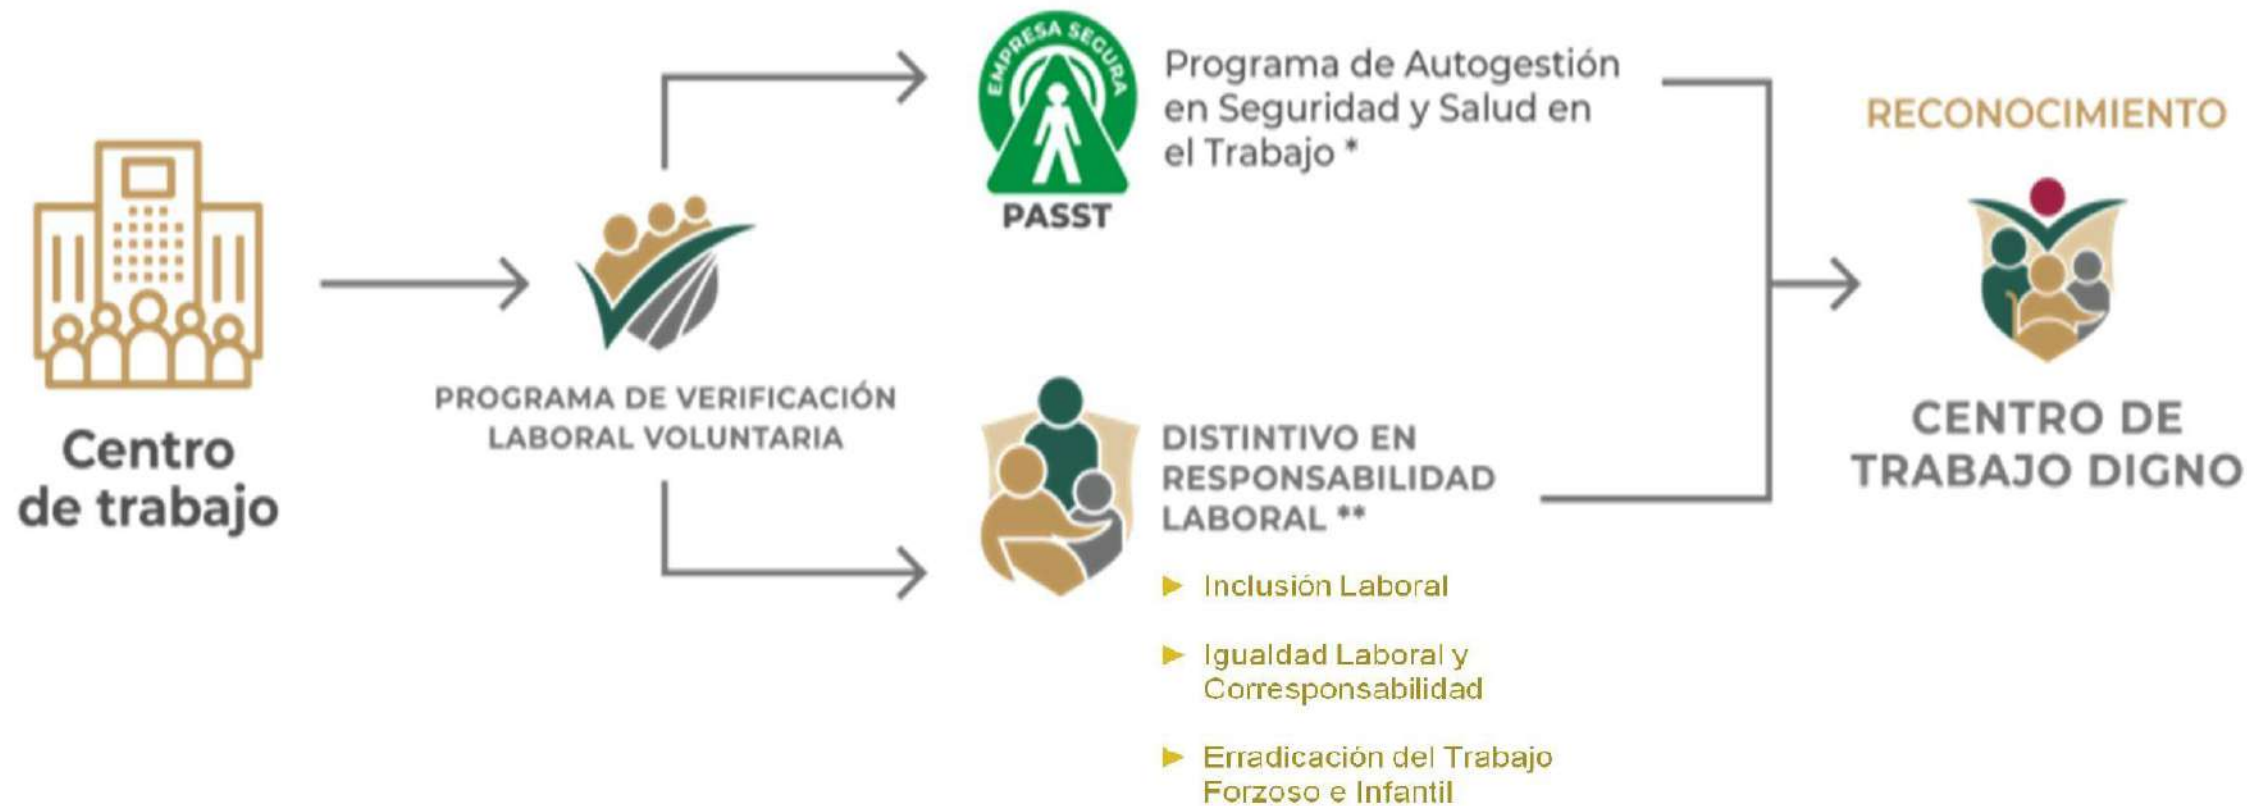 Centro
de trabajo
PROGRAMA DE VERIFICACIÓN
LABORAL VOLUNTARIA
EMPRESA SEGURA
PASST
Programa de Autogestión
en Seguridad y Salud en
el Trabajo *
DISTINTIVO EN
RESPONSABILIDAD
LABORAL **
Inclusión Laboral
Igualdad Laboral y
Corresponsabilidad
Erradicación del Trabajo
Forzoso e Infantil
RECONOCIMIENTO
CENTRO DE
TRABAJO DIGNO